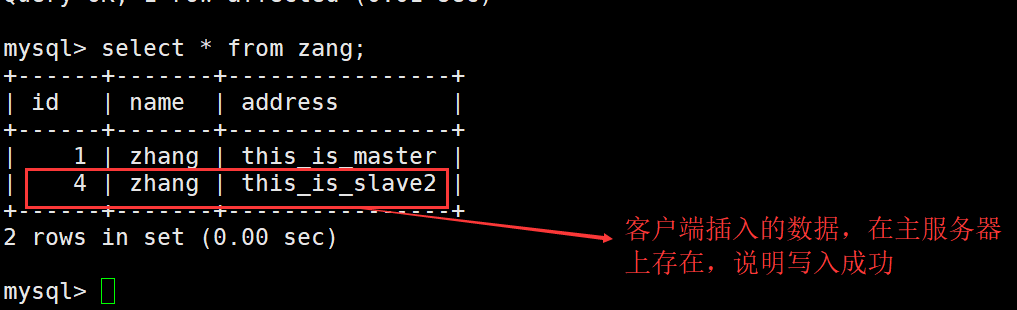 Query OK, 1 row affected (0.01 sec)
mysql> select * from zang;
+------+-------+----------------+
| id   | name  | address        |
+------+-------+----------------+
|    1 | zhang | this_is_master |
|    4 | zhang | this_is_slave2 |
+------+-------+----------------+
2 rows in set (0.00 sec)
客户端插入的数据，在主服务器
上存在，说明写入成功
mysql>